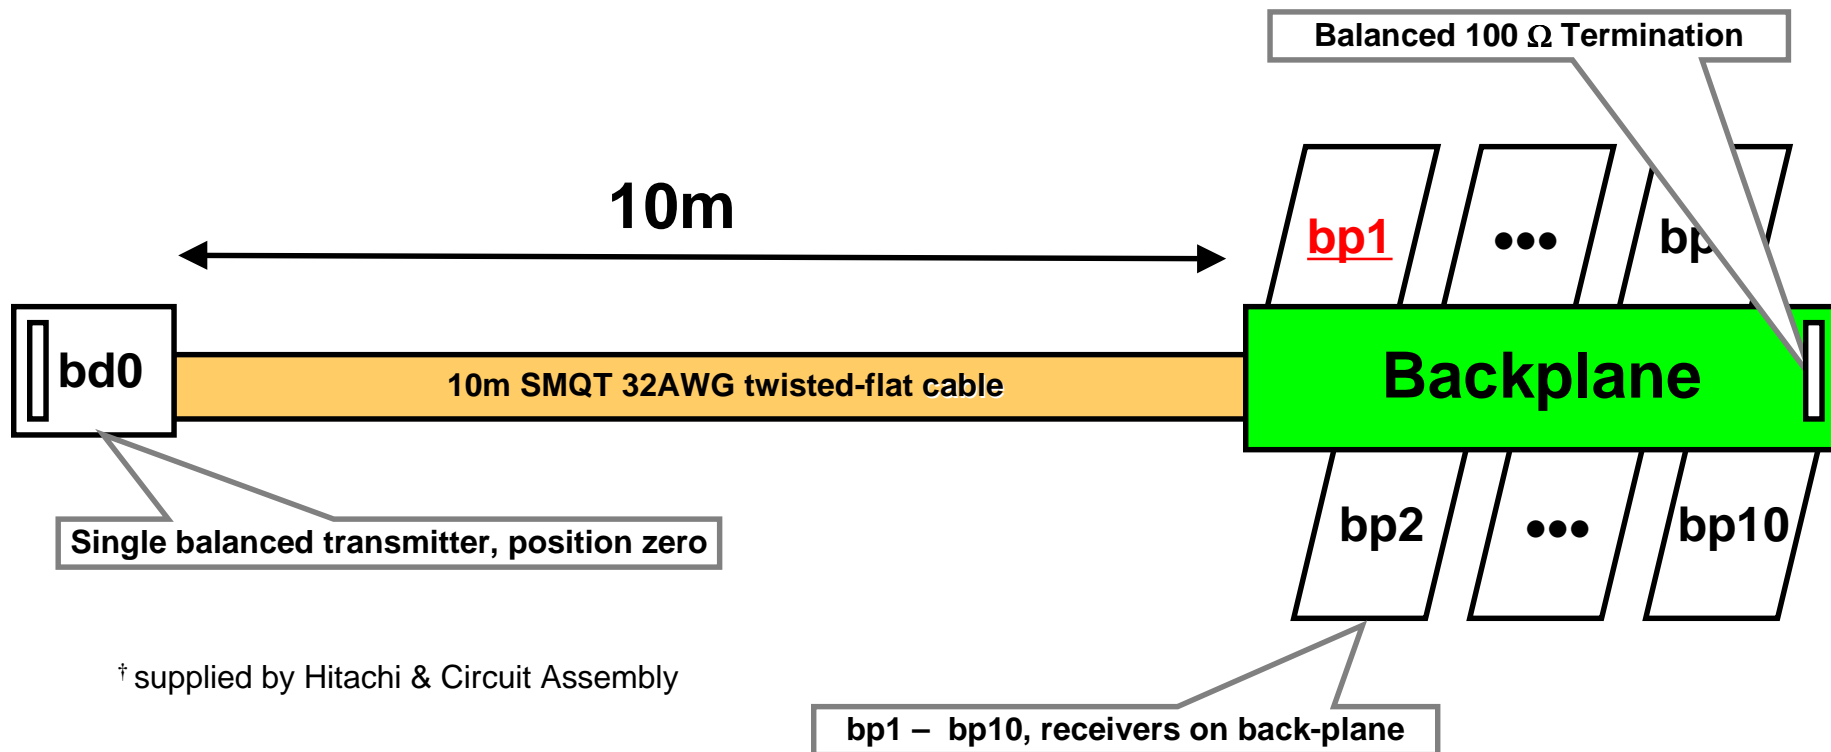 Balanced 100 Ω Termination
10m
bp1
•••
bd0
10m SMQT 32AWG twisted-flat cable
Backplane
bp2
•••
bp10
Single balanced transmitter, position zero
† supplied by Hitachi & Circuit Assembly
bp1 – bp10, receivers on back-plane